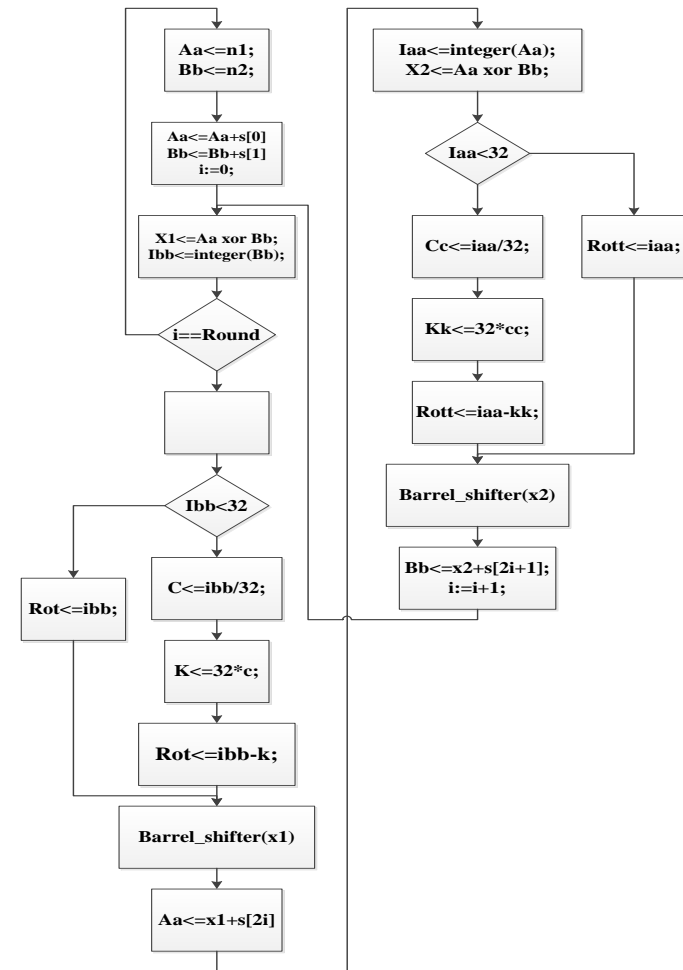 Aa<=n1;
Bb<=n2;
Aa<=Aa+s[0]
Bb<=Bb+s[1]
i:=0;
X1<=Aa xor Bb;
Ibb<=integer(Bb);
i==Round
Ibb<32
Rot<=ibb;
C<=ibb/32;
K<=32*c;
Rot<=ibb-k;
Barrel_shifter(x1)
Aa<=x1+s[2i]
Iaa<=integer(Aa);
X2<=Aa xor Bb;
Iaa<32
Cc<=iaa/32;
Rott<=iaa;
Kk<=32*cc;
Rott<=iaa-kk;
Barrel_shifter(x2)
Bb<=x2+s[2i+1];
i:=i+1;